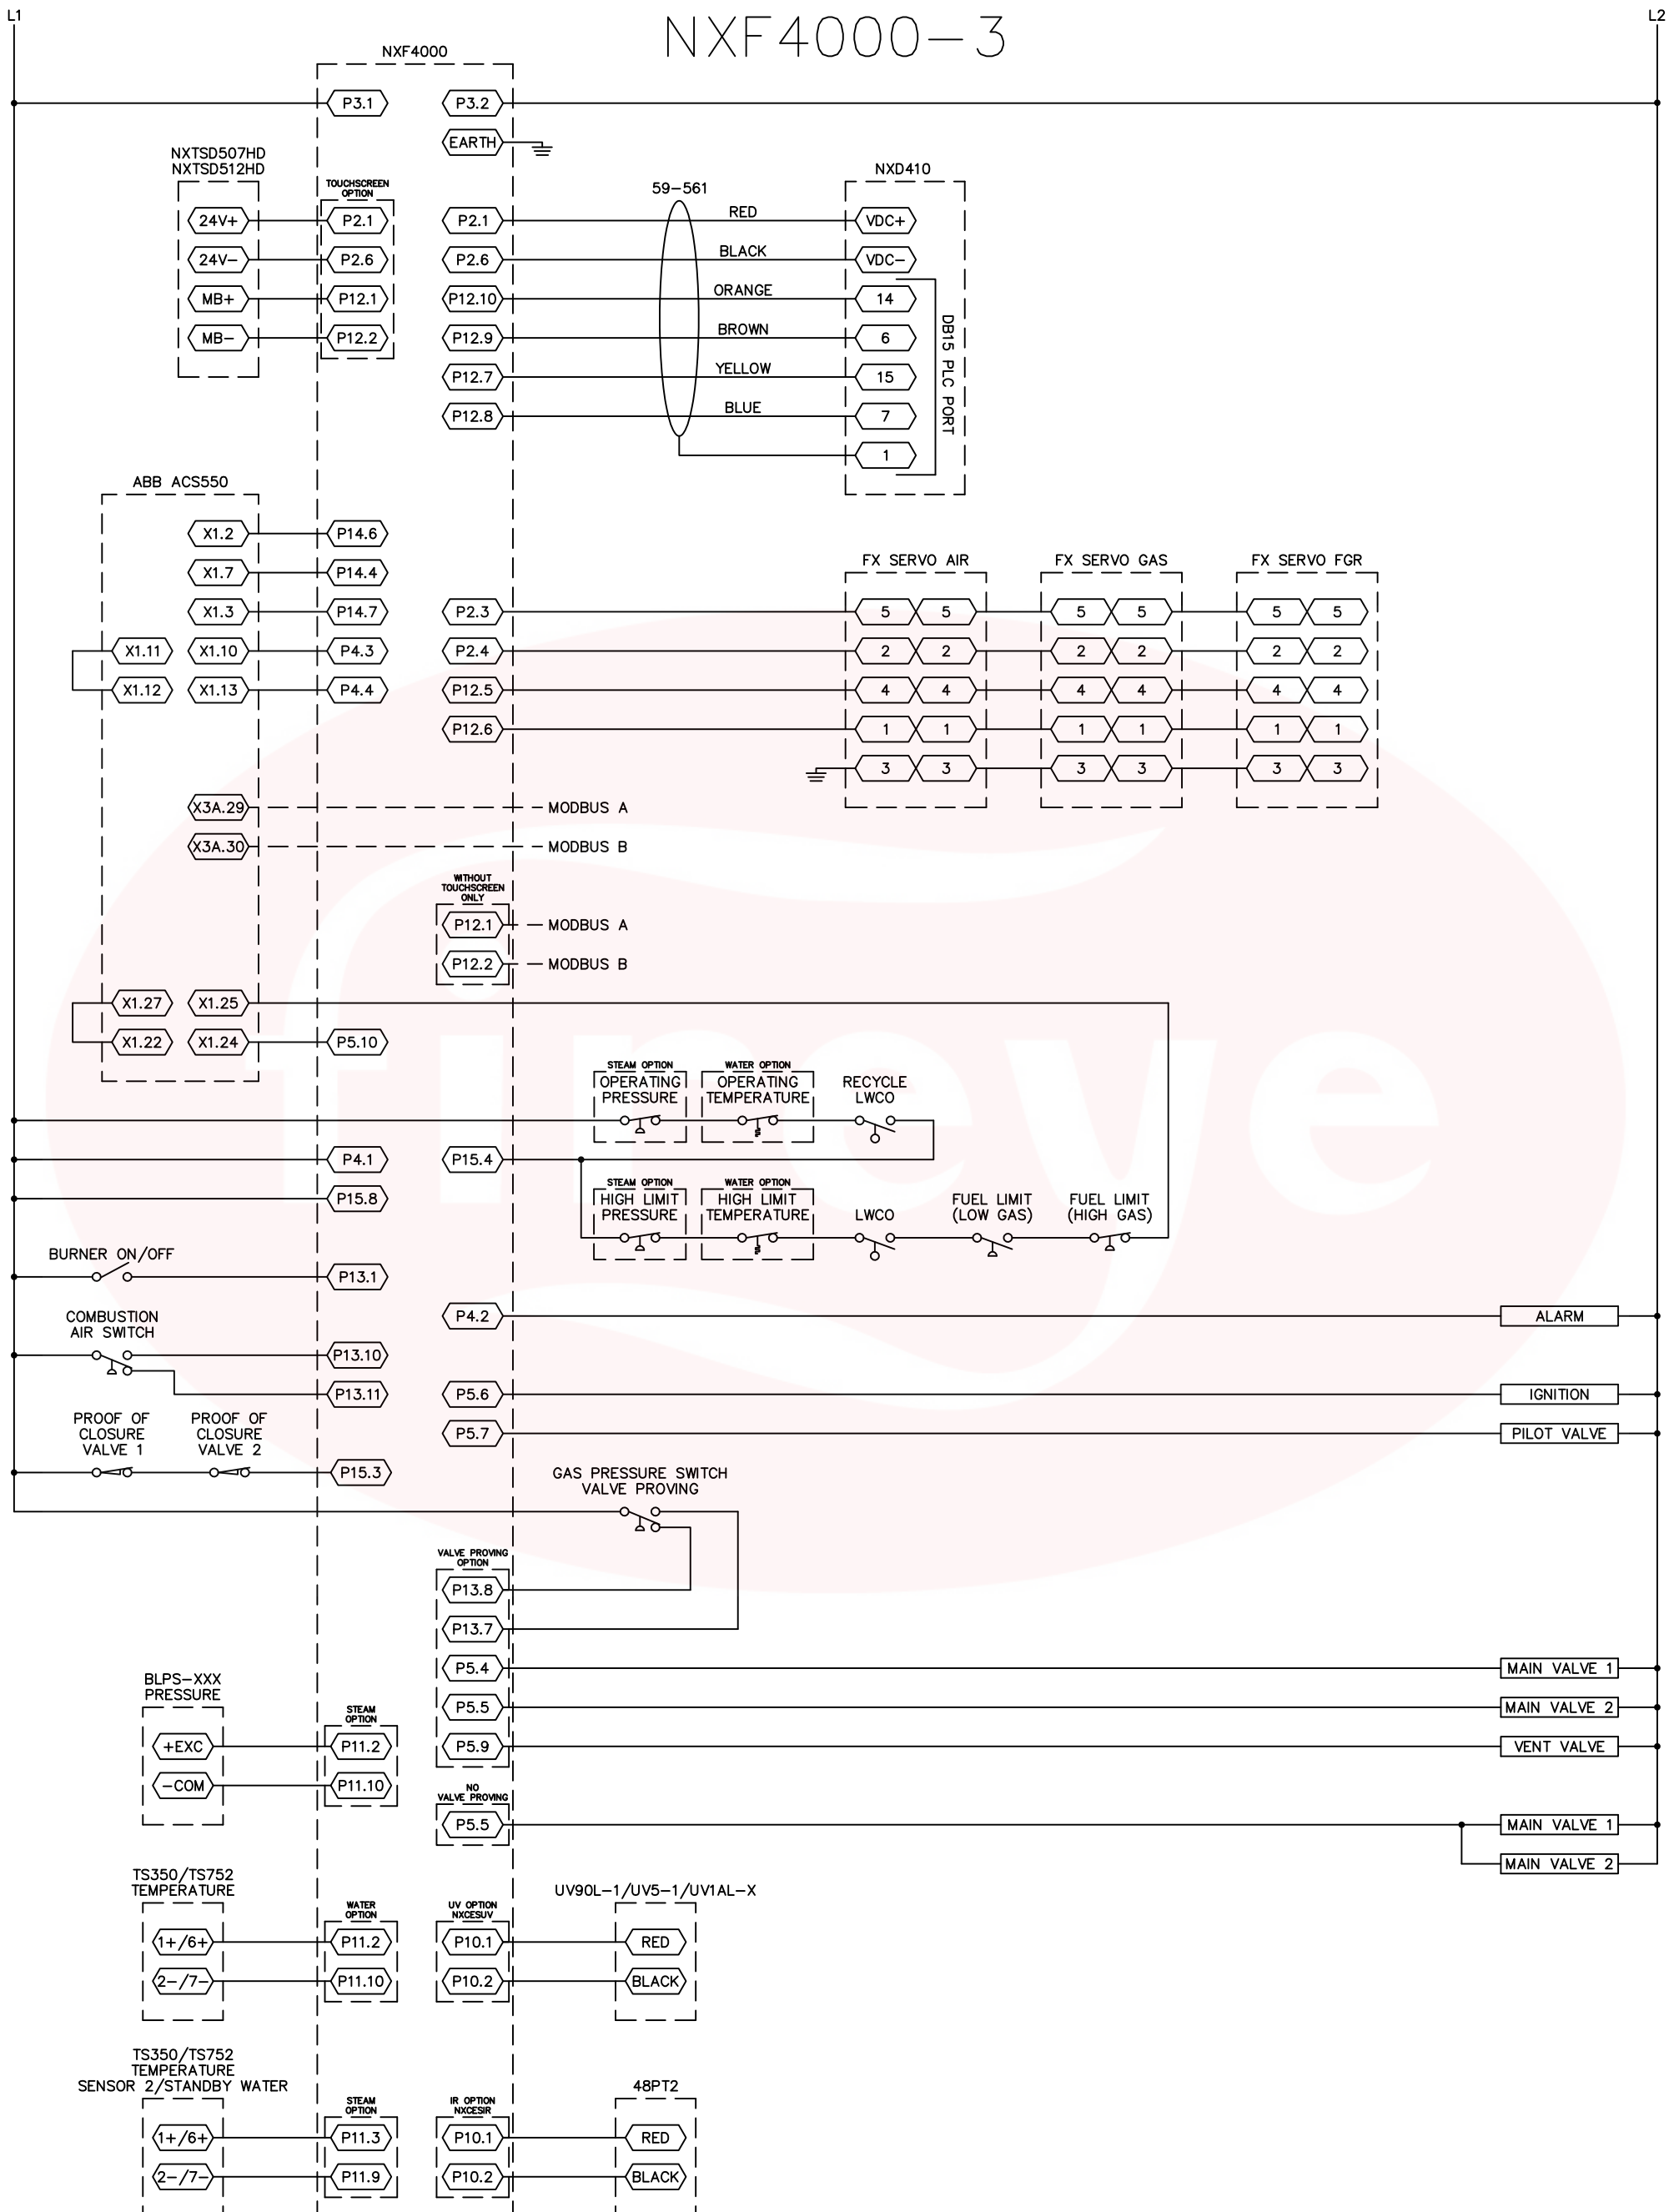 L1
NXF4000-3
L2
NXF4000
P3.1
P3.2
EARTH
NXTSD507HD
NXTSD512HD
TOUCHSCREEN
OPTION
24V+
P2.1
24V-
P2.6
MB+
P12.1
MB-
P12.2
59-561
NXD410
P2.1
RED
VDC+
P2.6
BLACK
VDC-
P12.10
ORANGE
14
P12.9
BROWN
6
P12.7
YELLOW
15
P12.8
BLUE
7
1
DB15 PLC PORT
ABB ACS550
X1.2
P14.6
X1.7
P14.4
X1.3
P14.7
X1.11
X1.10
P4.3
X1.12
X1.13
P4.4
FX SERVO AIR
FX SERVO GAS
FX SERVO FGR
P2.3
5 5 5 5 5 5
P2.4
2 2 2 2 2 2
P12.5
4 4 4 4 4 4
P12.6
1 1 1 1 1 1
3 3 3 3 3 3
X3A.29
MODBUS A
X3A.30
MODBUS B
WITHOUT
TOUCHSCREEN
ONLY
P12.1
MODBUS A
P12.2
MODBUS B
X1.27
X1.25
X1.22
X1.24
P5.10
fireye
STEAM OPTION
OPERATING
PRESSURE
WATER OPTION
OPERATING
TEMPERATURE
RECYCLE
LWCO
P4.1
P15.4
P15.8
STEAM OPTION
HIGH LIMIT
PRESSURE
WATER OPTION
HIGH LIMIT
TEMPERATURE
LWCO
FUEL LIMIT
(LOW GAS)
FUEL LIMIT
(HIGH GAS)
BURNER ON/OFF
P13.1
P4.2
ALARM
COMBUSTION
AIR SWITCH
P13.10
P13.11
P5.6
IGNITION
P5.7
PILOT VALVE
PROOF OF
CLOSURE
VALVE 1
PROOF OF
CLOSURE
VALVE 2
P15.3
GAS PRESSURE SWITCH
VALVE PROVING
VALVE PROVING
OPTION
P13.8
P13.7
P5.4
MAIN VALVE 1
P5.5
MAIN VALVE 2
P5.9
VENT VALVE
BLPS-XXX
PRESSURE
STEAM
OPTION
+EXC
P11.2
-COM
P11.10
NO
VALVE PROVING
P5.5
MAIN VALVE 1
MAIN VALVE 2
TS350/TS752
TEMPERATURE
WATER
OPTION
1+/6+
P11.2
2-/7-
P11.10
UV OPTION
NXCESUV
UV90L-1/UV5-1/UV1AL-X
P10.1
RED
P10.2
BLACK
TS350/TS752
TEMPERATURE
SENSOR 2/STANDBY WATER
STEAM
OPTION
1+/6+
P11.3
2-/7-
P11.9
IR OPTION
NXCESIR
48PT2
P10.1
RED
P10.2
BLACK